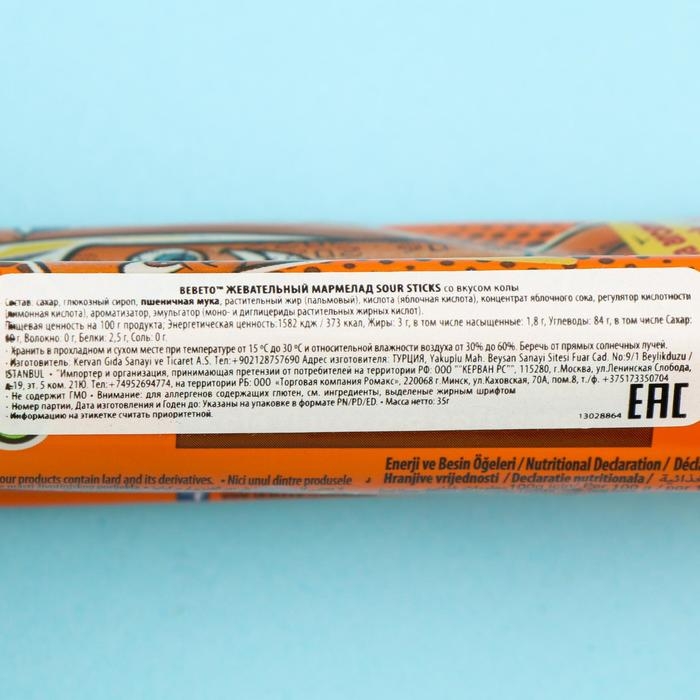 BEBETO™ ЖЕВАТЕЛЬНЫЙ МАРМЕЛАД SOUR STICKS со вкусом колы
Состав: сахар, глюкозный сироп, пшеничная мука, растительный жир (пальмовый), кислота (яблочная кислота), концентрат яблочного сока, регулятор кислотности
(лимонная кислота), ароматизатор, эмульгатор (моно- и диглицериды растительных жирных кислот).
Пищевая ценность на 100 г продукта; Энергетическая ценность:1582 кдж / 373 ккал, Жиры: 3 г, в том числе насыщенные: 1,8 г, Углеводы: 84 г, в том числе Сахар:
г, Волокно: 0 г, Белки: 2,5 г, Соль: 0 г.
· Хранить в прохладном и сухом месте при температуре от 15 ºC до 30 ºC и относительной влажности воздуха от 30% до 60%. Беречь от прямых солнечных лучей.
· Изготовитель: Kervan Gıda Sanayi ve Ticaret A.S. Тел:+902128757690 Адрес изготовителя: ТУРЦИЯ, Yakuplu Mah. Beysan Sanayi Sitesi Fuar Cad. No:9/1 Beylikduzu /
ISTANBUL • "Импортер и организация, принимающая претензии от потребителей на территории РФ: ООО ""КЕРВАН РС"", 115280, г.Москва, ул.Ленинская Слобода,
д.19, эт. 5 ком. 21Ю. Тел:+74952694774, на территории РБ: ООО «Торговая компания Ромакс», 220068 г.Минск, ул.Каховская, 70А, пом.8, т./ф. +375173350704
· Не содержит ГМО • Внимание: для аллергенов содержащих глютен, см. ингредиенты, выделеные жирным шрифтом
· Номер партии, Дата изготовления и Годен до: Указаны на упаковке в формате PN/PD/ED. • Масса нетто: 35г
· Информацию на этикетке считать приоритетной.
13028864
EAC
Enerji ve Besin Öğeleri / Nutritional Declaration / Décl
our products contain lard and its derivatives. • Nici unul dintre produsele
Hranjive vrijednosti / Declaratie nutritionala /